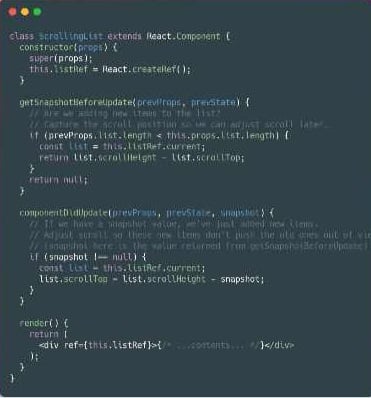 class ScrollingList extends React.Component {
  constructor(props) {
    super(props);
    this.listRef = React.createRef();
  }

  getSnapshotBeforeUpdate(prevProps, prevState) {
    // Are we adding new items to the list?
    // Capture the scroll position so we can adjust scroll later.
    if (prevProps.list.length < this.props.list.length) {
      const list = this.listRef.current;
      return list.scrollHeight - list.scrollTop;
    }
    return null;
  }

  componentDidUpdate(prevProps, prevState, snapshot) {
    // If we have a snapshot value, we've just added new items.
    // Adjust scroll so these new items don't push the old ones out of
    // (snapshot here is the value returned from getSnapshotBeforeUpdate)
    if (snapshot !== null) {
      const list = this.listRef.current;
      list.scrollTop = list.scrollHeight - snapshot;
    }
  }

  render() {
    return (
      <div ref={this.listRef}>{/* ...contents... */}</div>
    );
  }
}